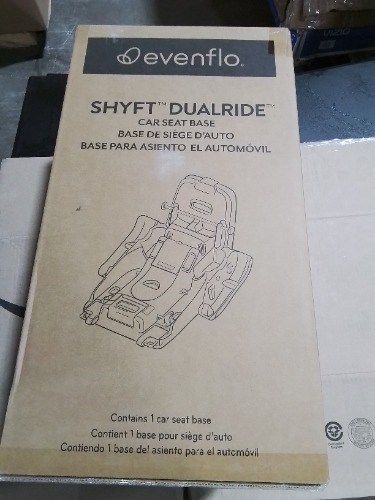 evenflo
VIZIO
SHYFT™ DUALRIDE™
CAR SEAT BASE
BASE DE SIÈGE D'AUTO
BASE PARA ASIENTO EL AUTOMÓVIL
Contains 1 car seat base
Contient 1 base pour siège d'auto
Contiendo 1 base del asiento para el automóvil